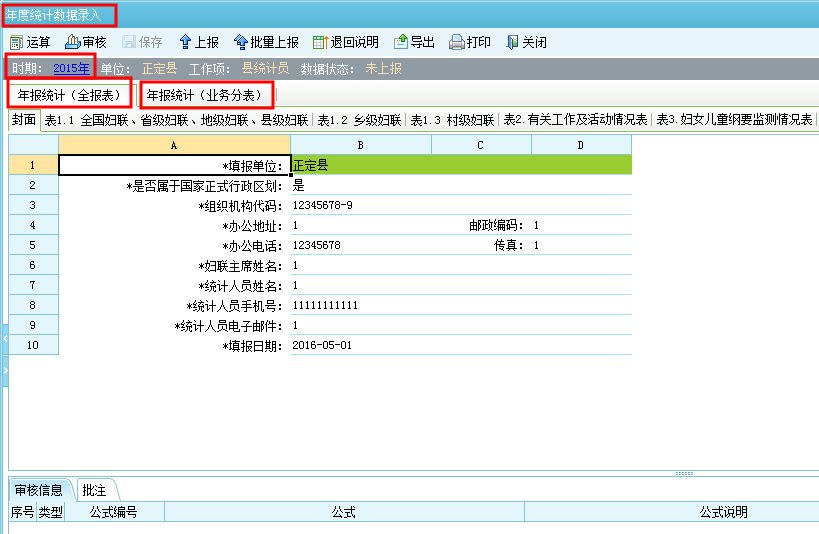 年度统计数据录入
运算 审核 保存 上报 批量上报 退回说明 导出 打印 关闭
时期： 2015年 单位： 正定县 工作项： 县统计员 数据状态： 未上报
年报统计（全报表） 年报统计（业务分表）
封面 表1.1 全国妇联、省级妇联、地级妇联、县级妇联 表1.2 乡级妇联 表1.3 村级妇联 表2.有关工作及活动情况表 表3.妇女儿童纲要监测情况表
A B C D
1 *填报单位： 正定县
2 *是否属于国家正式行政区划： 是
3 *组织机构代码： 12345678-9
4 *办公地址： 1 邮政编码： 1
5 *办公电话： 12345678 传真： 1
6 *妇联主席姓名： 1
7 *统计人员姓名： 1
8 *统计人员手机号： 11111111111
9 *统计人员电子邮件： 1
10 *填报日期： 2016-05-01
审核信息 批注
序号 类型 公式编号 公式 公式说明